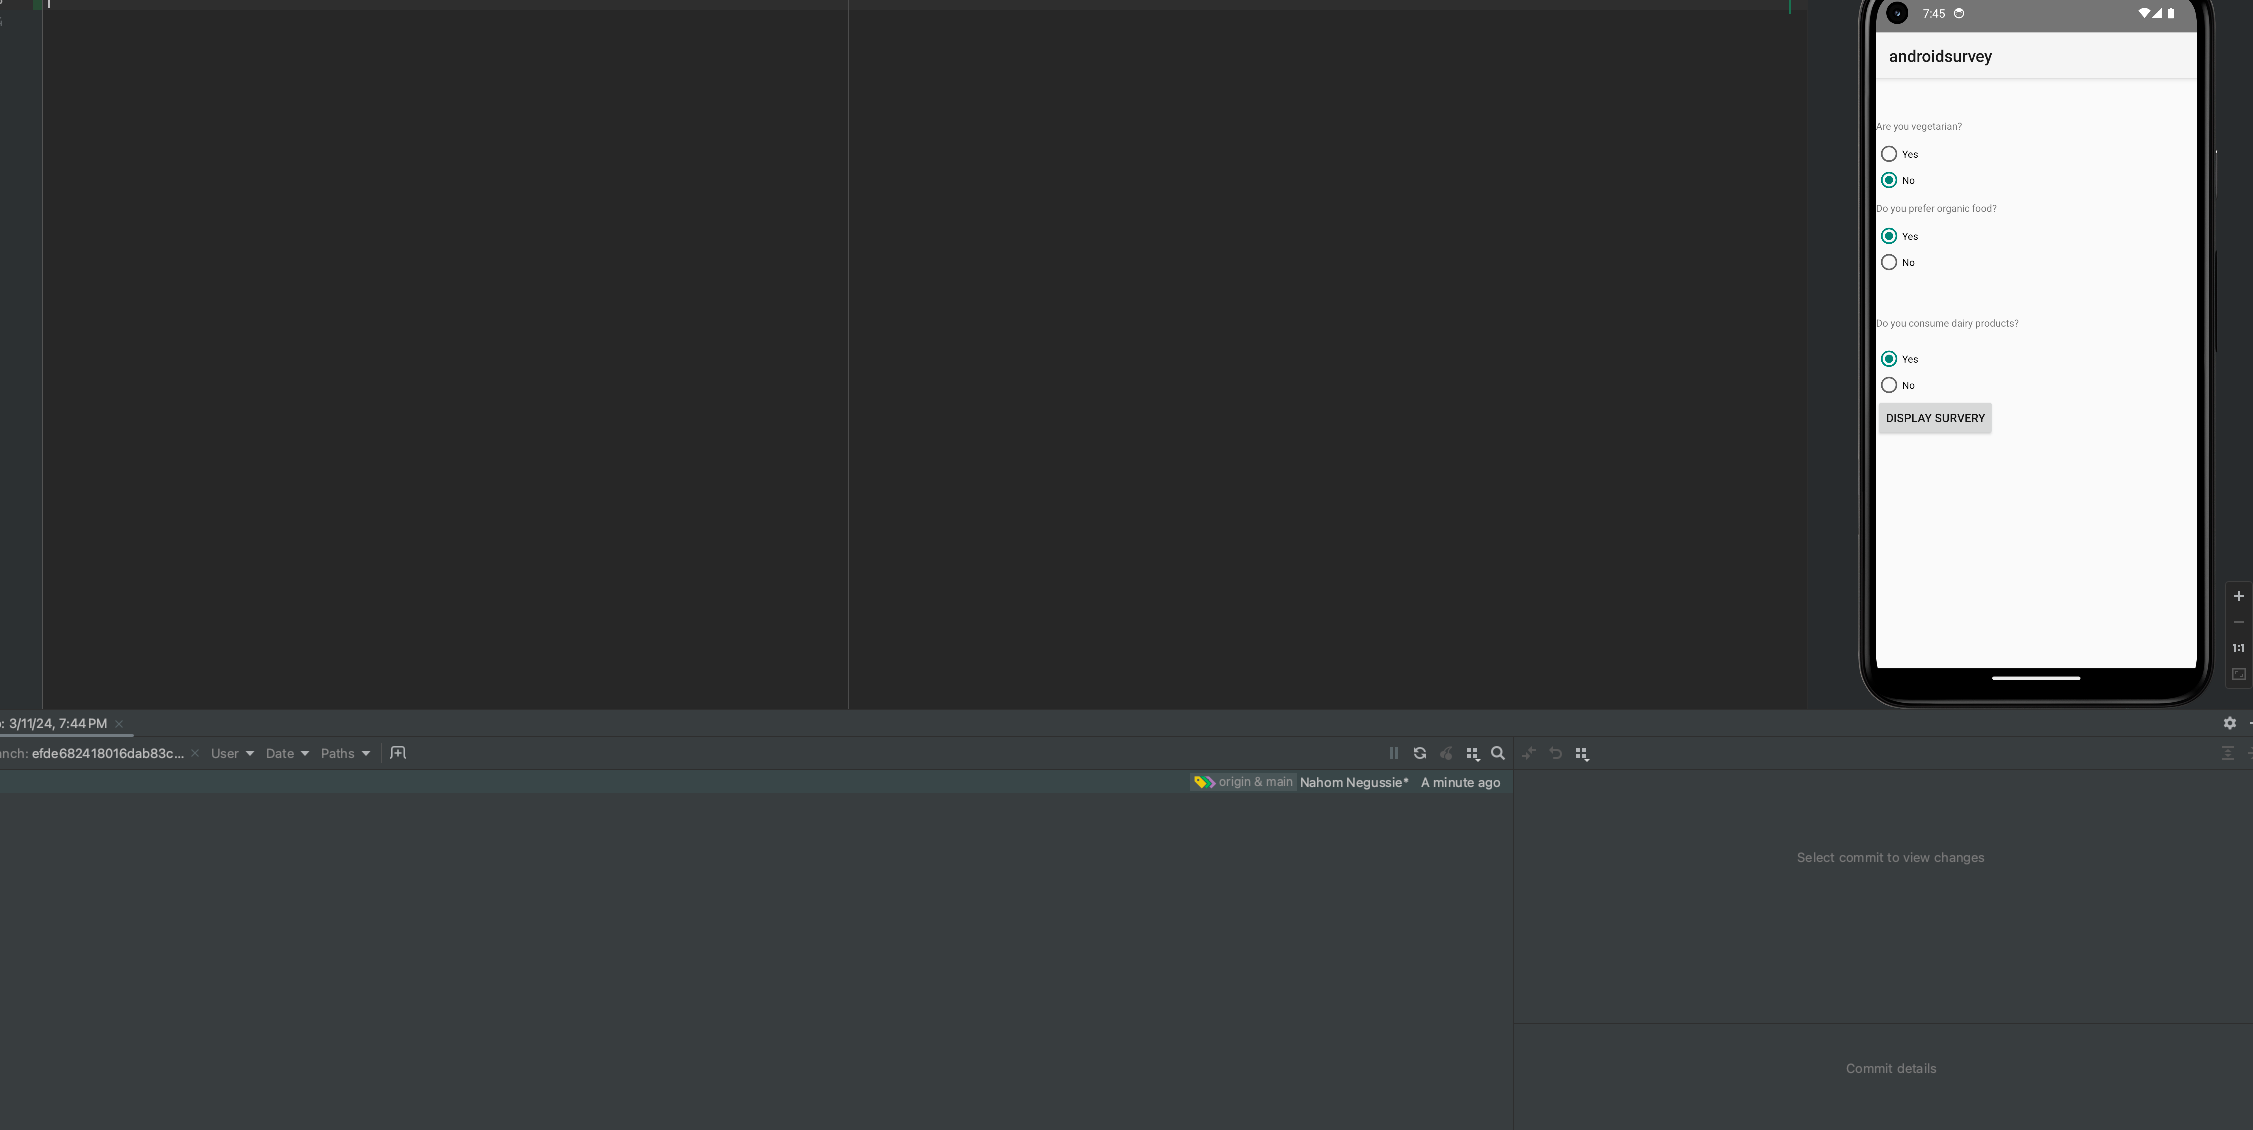 7:45
androidsurvey
Are you vegetarian?
Yes
No
Do you prefer organic food?
Yes
No
Do you consume dairy products?
Yes
No
DISPLAY SURVERY
1:1
: 3/11/24, 7:44 PM
nch: efde682418016dab83c... User Date Paths
origin & main Nahom Negussie* A minute ago
Select commit to view changes
Commit details